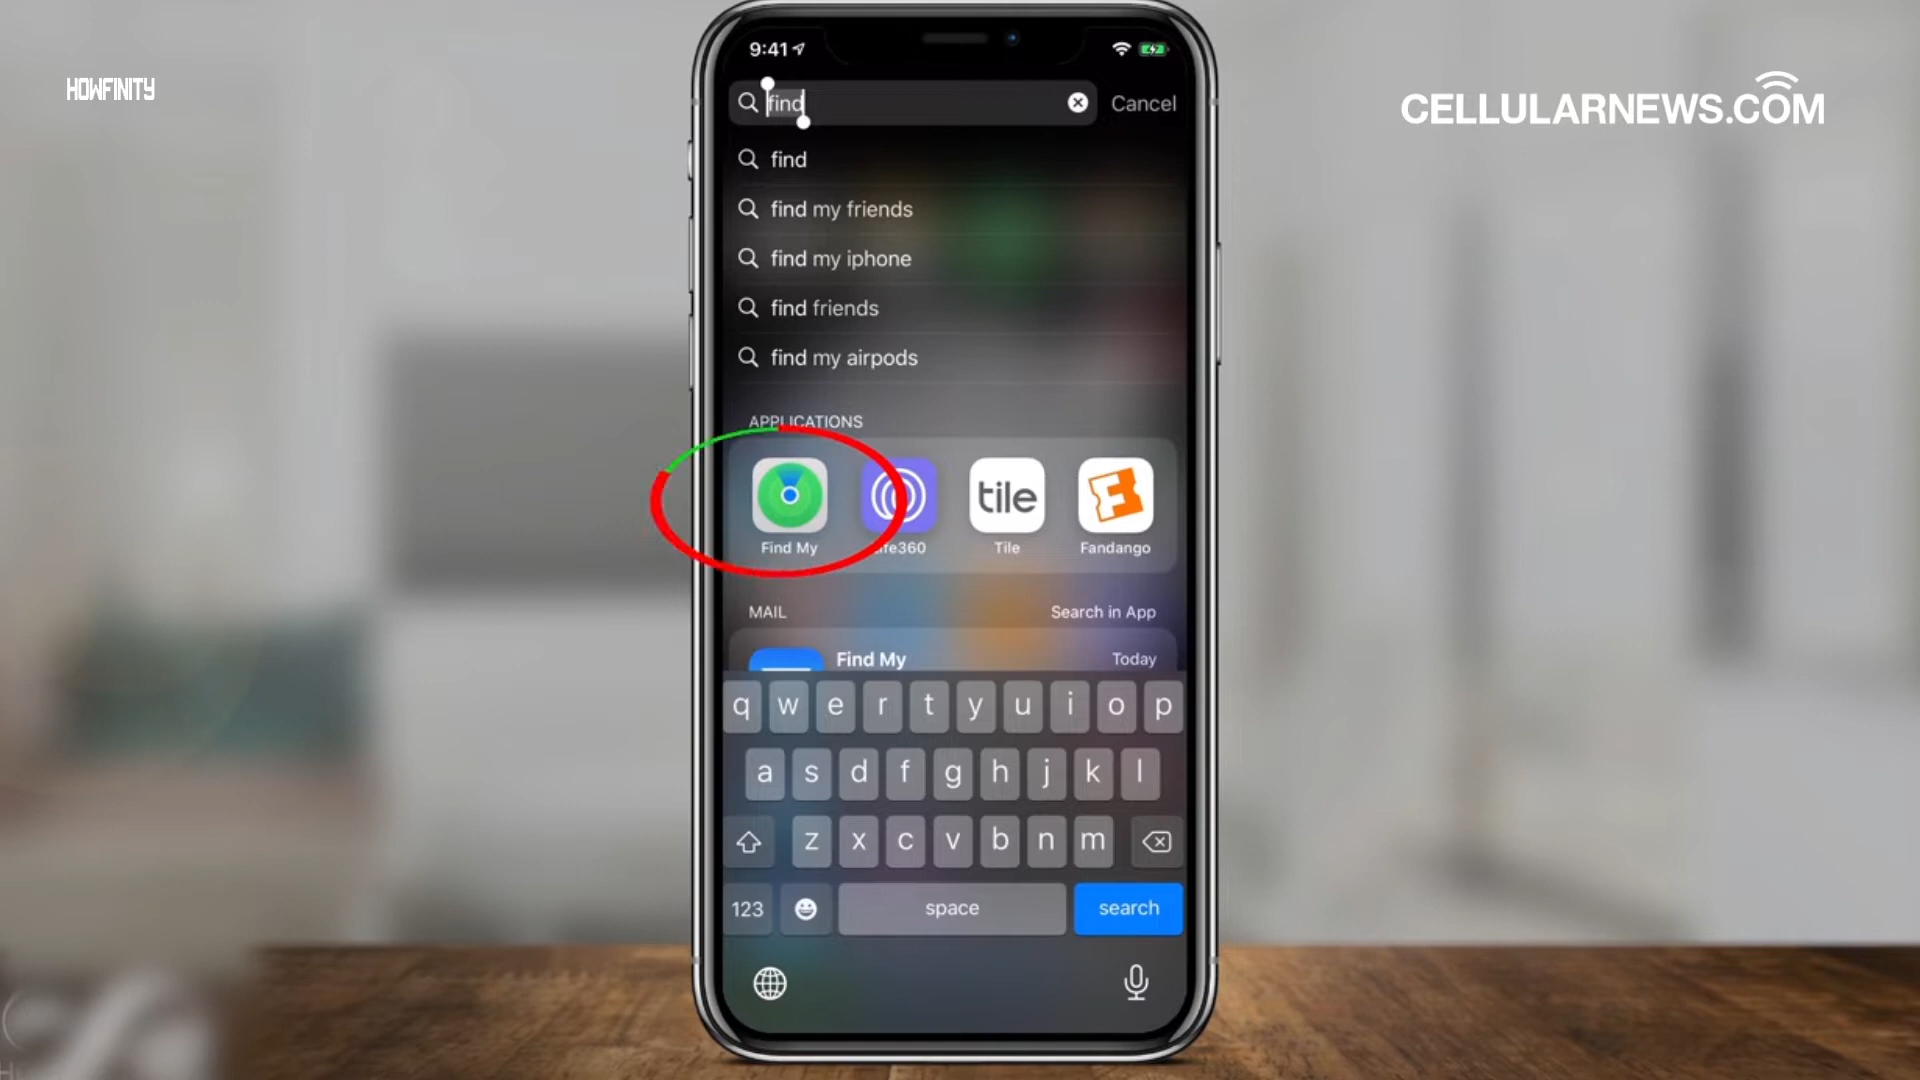 9:41
HOWFINITY
CELLULARNEWS.COM
find
Cancel
find
find my friends
find my iphone
find friends
find my airpods
APPLICATIONS
Find My
Life360
tile
Tile
F
Fandango
MAIL
Search in App
Find My
Today
q w e r t y u i o p
a s d f g h j k l
z x c v b n m
123
space
search